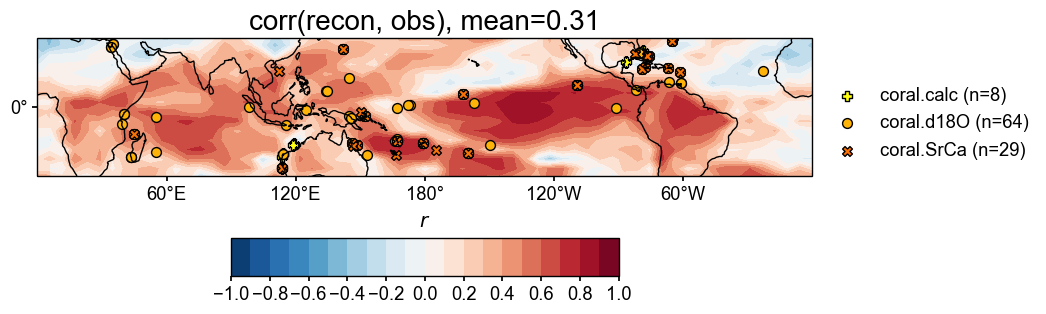 corr(recon, obs), mean=0.31
0°
60°E 120°E 180° 120°W 60°W
coral.calc (n=8)
coral.d18O (n=64)
coral.SrCa (n=29)
r
−1.0 −0.8 −0.6 −0.4 −0.2 0.0 0.2 0.4 0.6 0.8 1.0